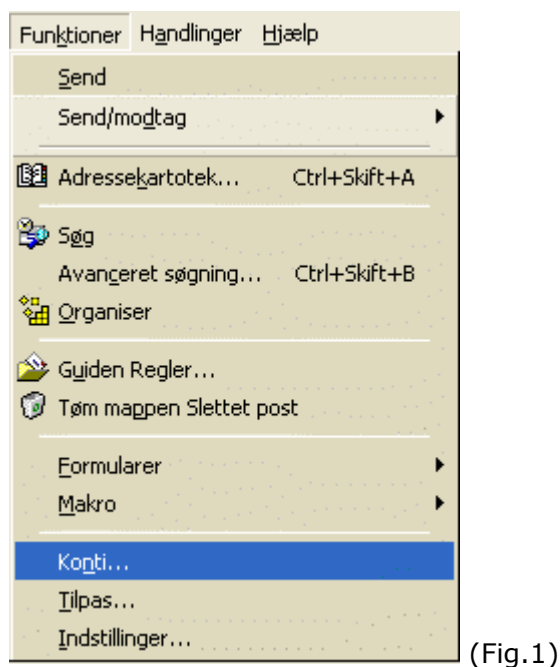 Funktioner Handlinger Hjælp
Send
Send/modtag
Adressekartotek... Ctrl+Skift+A
Søg
Avanceret søgning... Ctrl+Skift+B
Organiser
Guiden Regler...
Tøm mappen Slettet post
Formularer
Makro
Konti...
Tilpas...
Indstillinger...
(Fig.1)